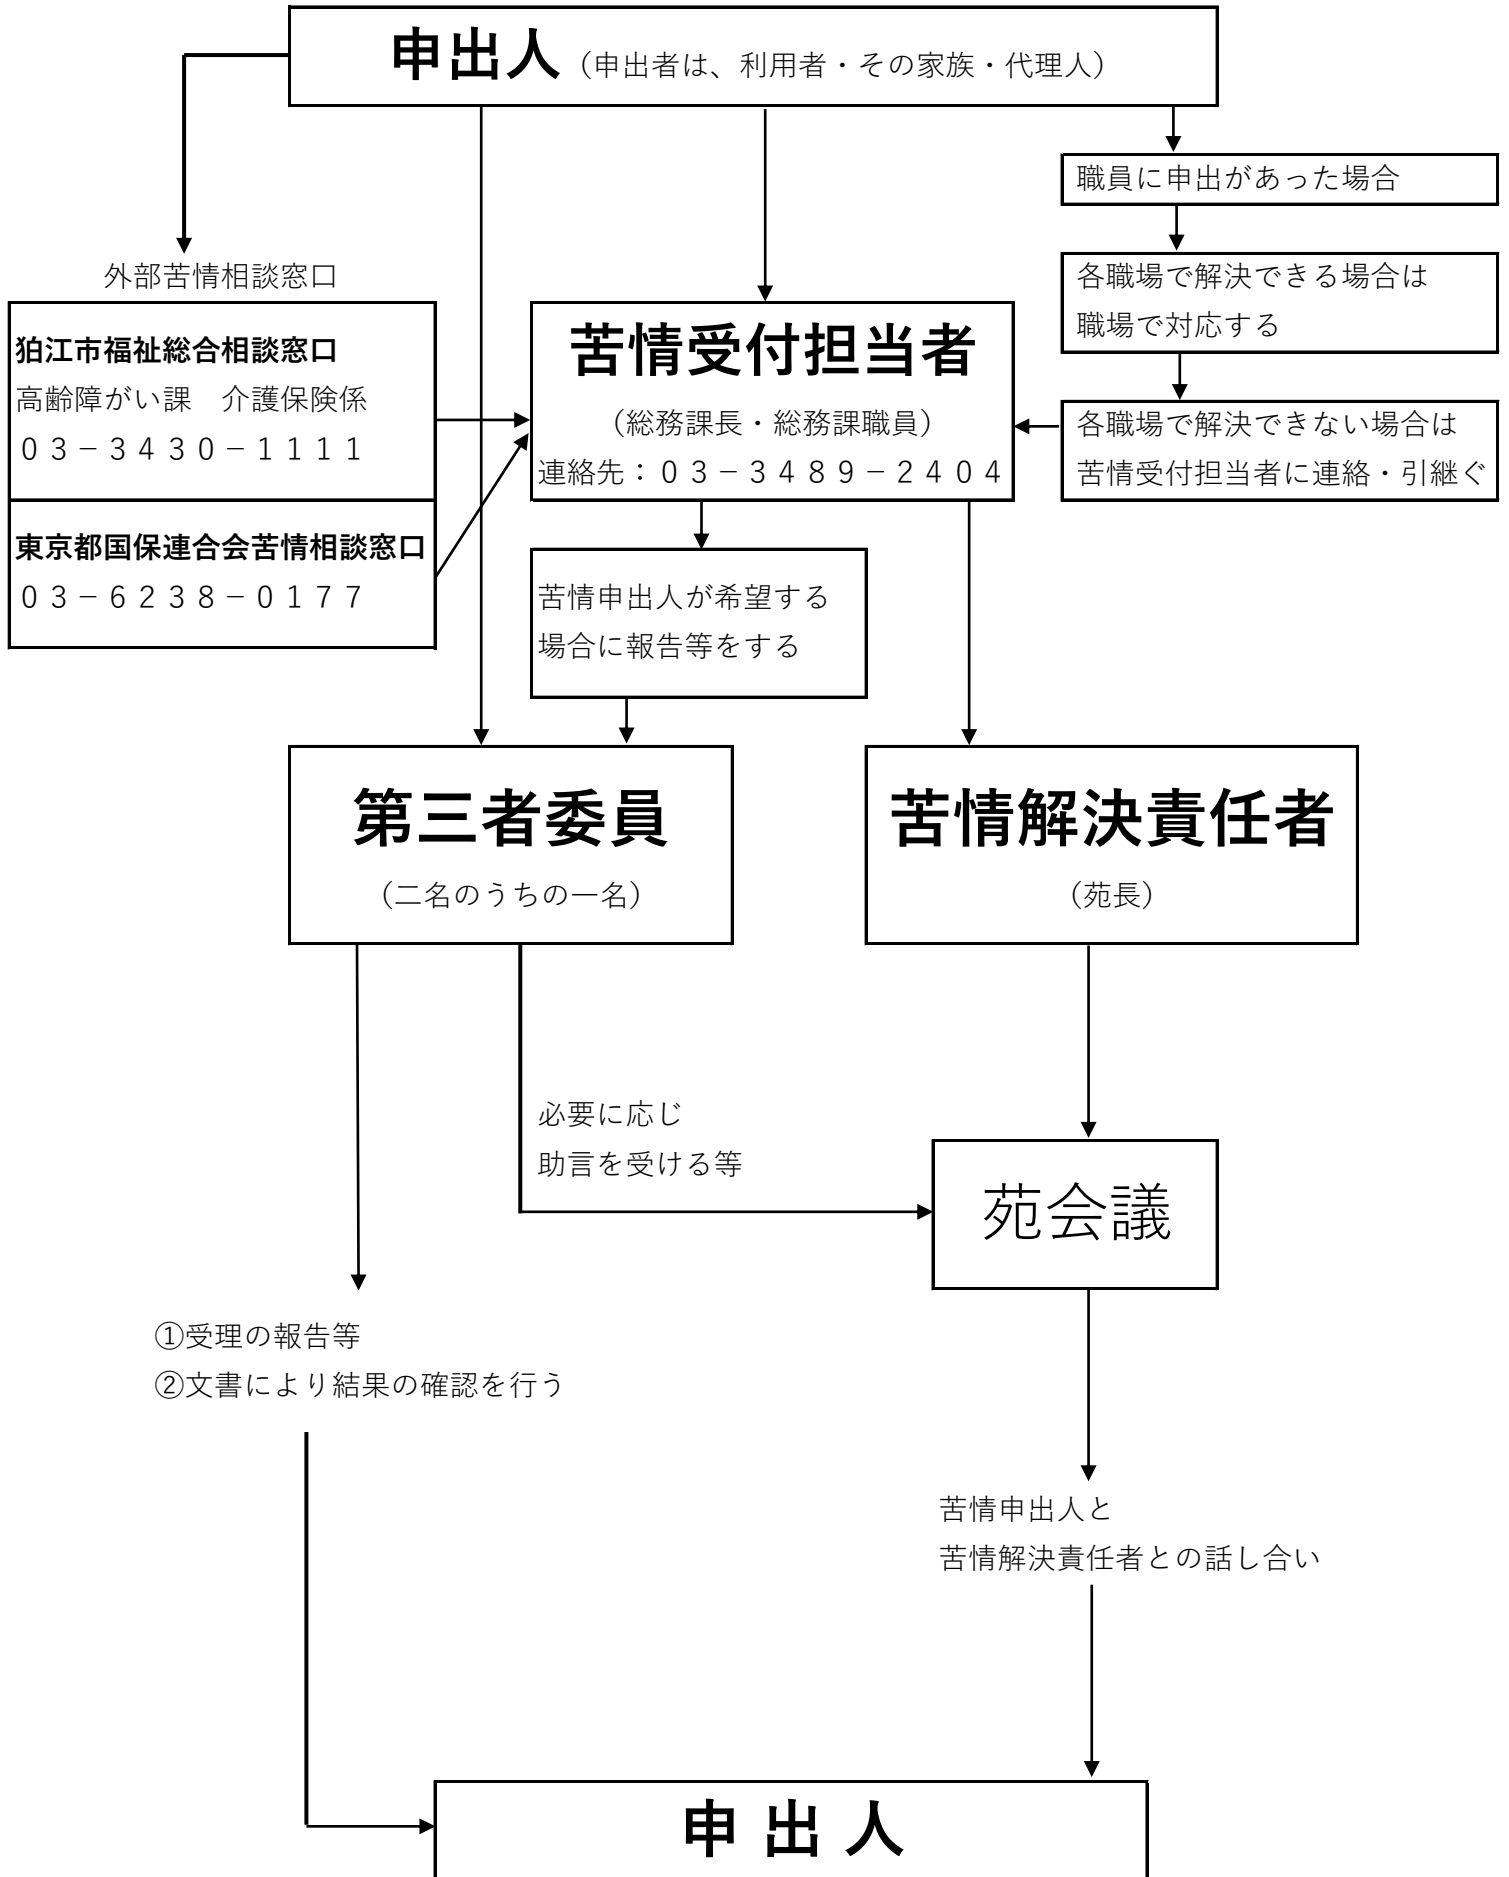 申出人（申出者は、利用者・その家族・代理人）
職員に申出があった場合
各職場で解決できる場合は
職場で対応する
各職場で解決できない場合は
苦情受付担当者に連絡・引継ぐ
外部苦情相談窓口
狛江市福祉総合相談窓口
高齢障がい課　介護保険係
０３－３４３０－１１１１
東京都国保連合会苦情相談窓口
０３－６２３８－０１７７
苦情受付担当者
（総務課長・総務課職員）
連絡先：０３－３４８９－２４０４
苦情申出人が希望する
場合に報告等をする
第三者委員
（二名のうちの一名）
苦情解決責任者
（苑長）
必要に応じ
助言を受ける等
苑会議
①受理の報告等
②文書により結果の確認を行う
苦情申出人と
苦情解決責任者との話し合い
申 出 人